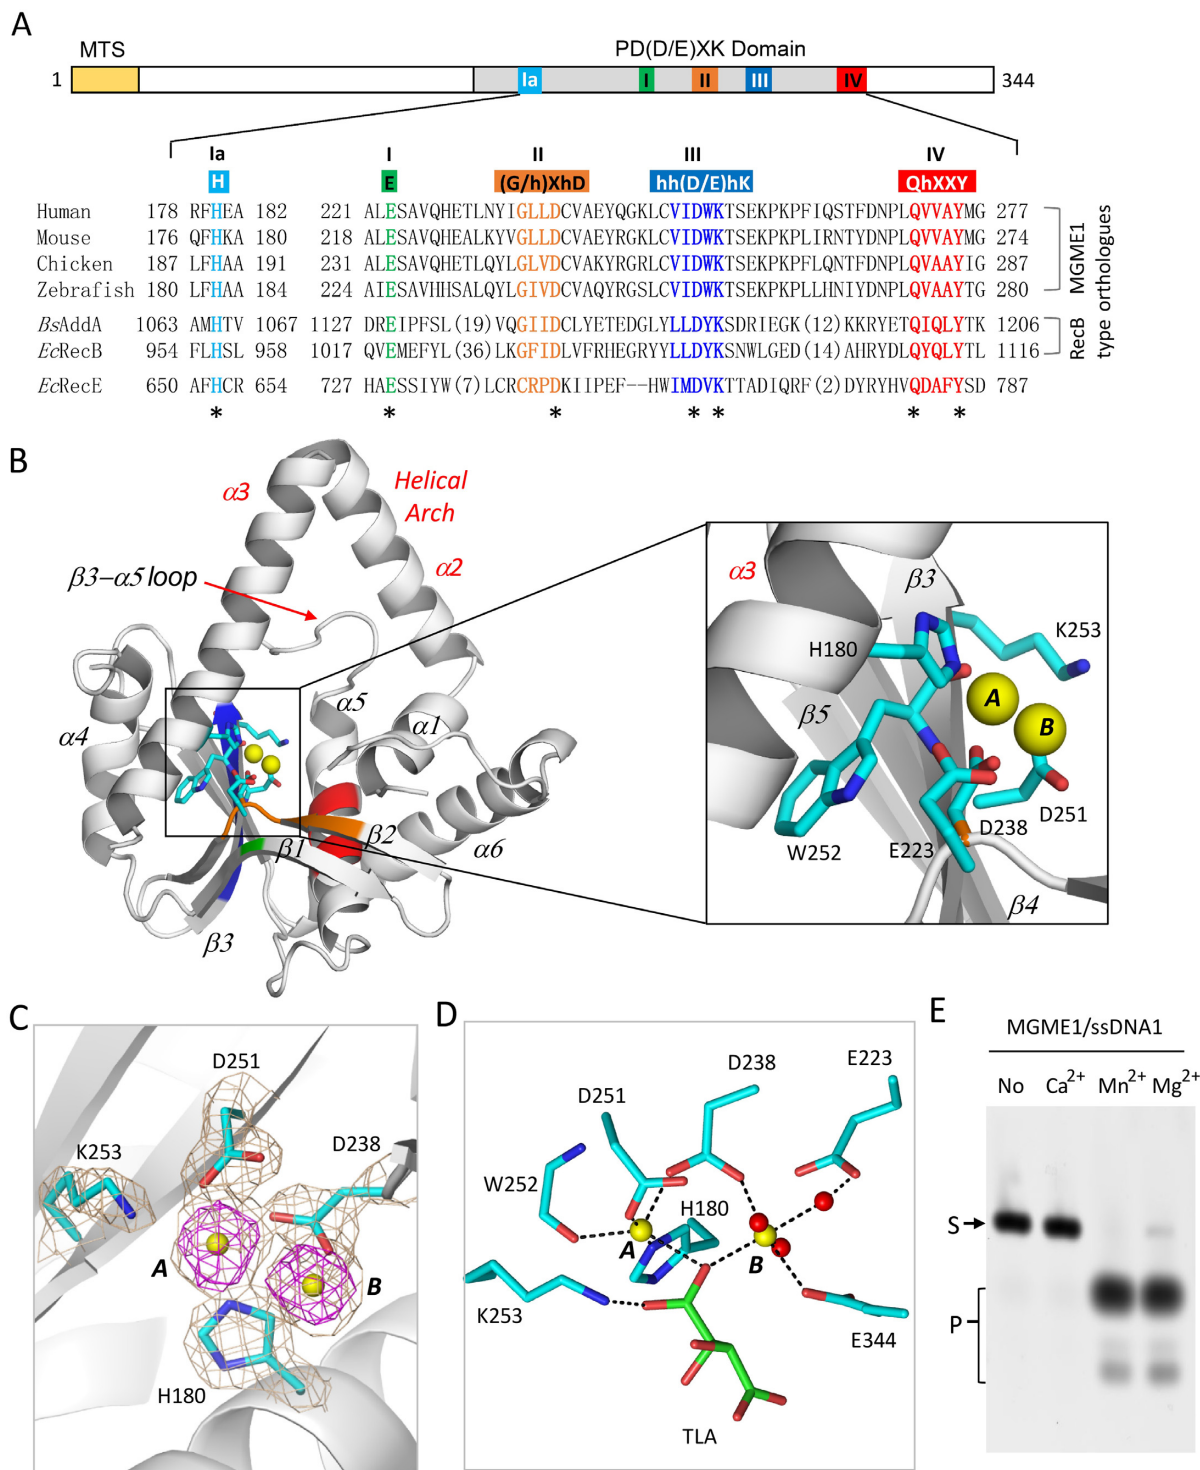 A
MTS
PD(D/E)XK Domain
1 Ia I II III IV 344
Ia I II III IV
H E (G/h)XhD hh(D/E)hK QhXXY
Human 178 RFHEA 182 221 ALESAVQHETLNYIGLLDCVAEYQGKLCVIDWKTSEKPKPFIQSTFDNPLQVVAYMG 277
Mouse 176 QFHKA 180 218 ALESAVQHEALKYVGLLDCVAEYRGKLCVIDWKTSEKPKPLIRNTYDNPLQVVAYMG 274
Chicken 187 LFHAA 191 231 ALESAVQHETLQYLGLVDCVAKYRGKLCVIDWKTSEKPKPFLQNTFDNPLQVAAYIG 287
Zebrafish 180 LFHAA 184 224 AIESAVHHSALQYLGIVDCVAQYRGSLCVIDWKTSEKPKPLLHNIYDNPLQVAAYTG 280
MGME1 orthologues
BsAddA 1063 AMHTV 1067 1127 DREIPFSL(19)VQGIIDCLYETEDGLYLLDYKSDRIEGK(12)KKRYETQIQLYTK 1206
EcRecB 954 FLHSL 958 1017 QVEMEFYL(36)LKGFIDLVFRHEGRYYLLDYKSNWLGED(14)AHRYDLQYQLYTL 1116
RecB type
EcRecE 650 AFHCR 654 727 HAESSIYW(7)LCRCRPDKIIPEF--HWIMDVKTTADIQRF(2)DYRYHVQDAFYSD 787
* * * * * * *
B
α3
Helical
Arch
α2
β3-α5 loop
α4
α5
α1
β1
β2
α6
β3
α3
β3
H180
K253
A
B
β5
D251
D238
W252
E223
β4
C
D251
K253
D238
A
B
H180
D
D238
E223
D251
W252
H180
A
B
K253
E344
TLA
E
MGME1/ssDNA1
No Ca2+ Mn2+ Mg2+
S
P